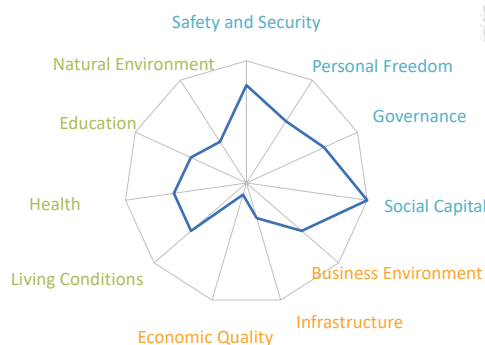 Safety and Security
Natural Environment
Personal Freedom
Education
Governance
Health
Social Capital
Living Conditions
Business Environment
Economic Quality
Infrastructure